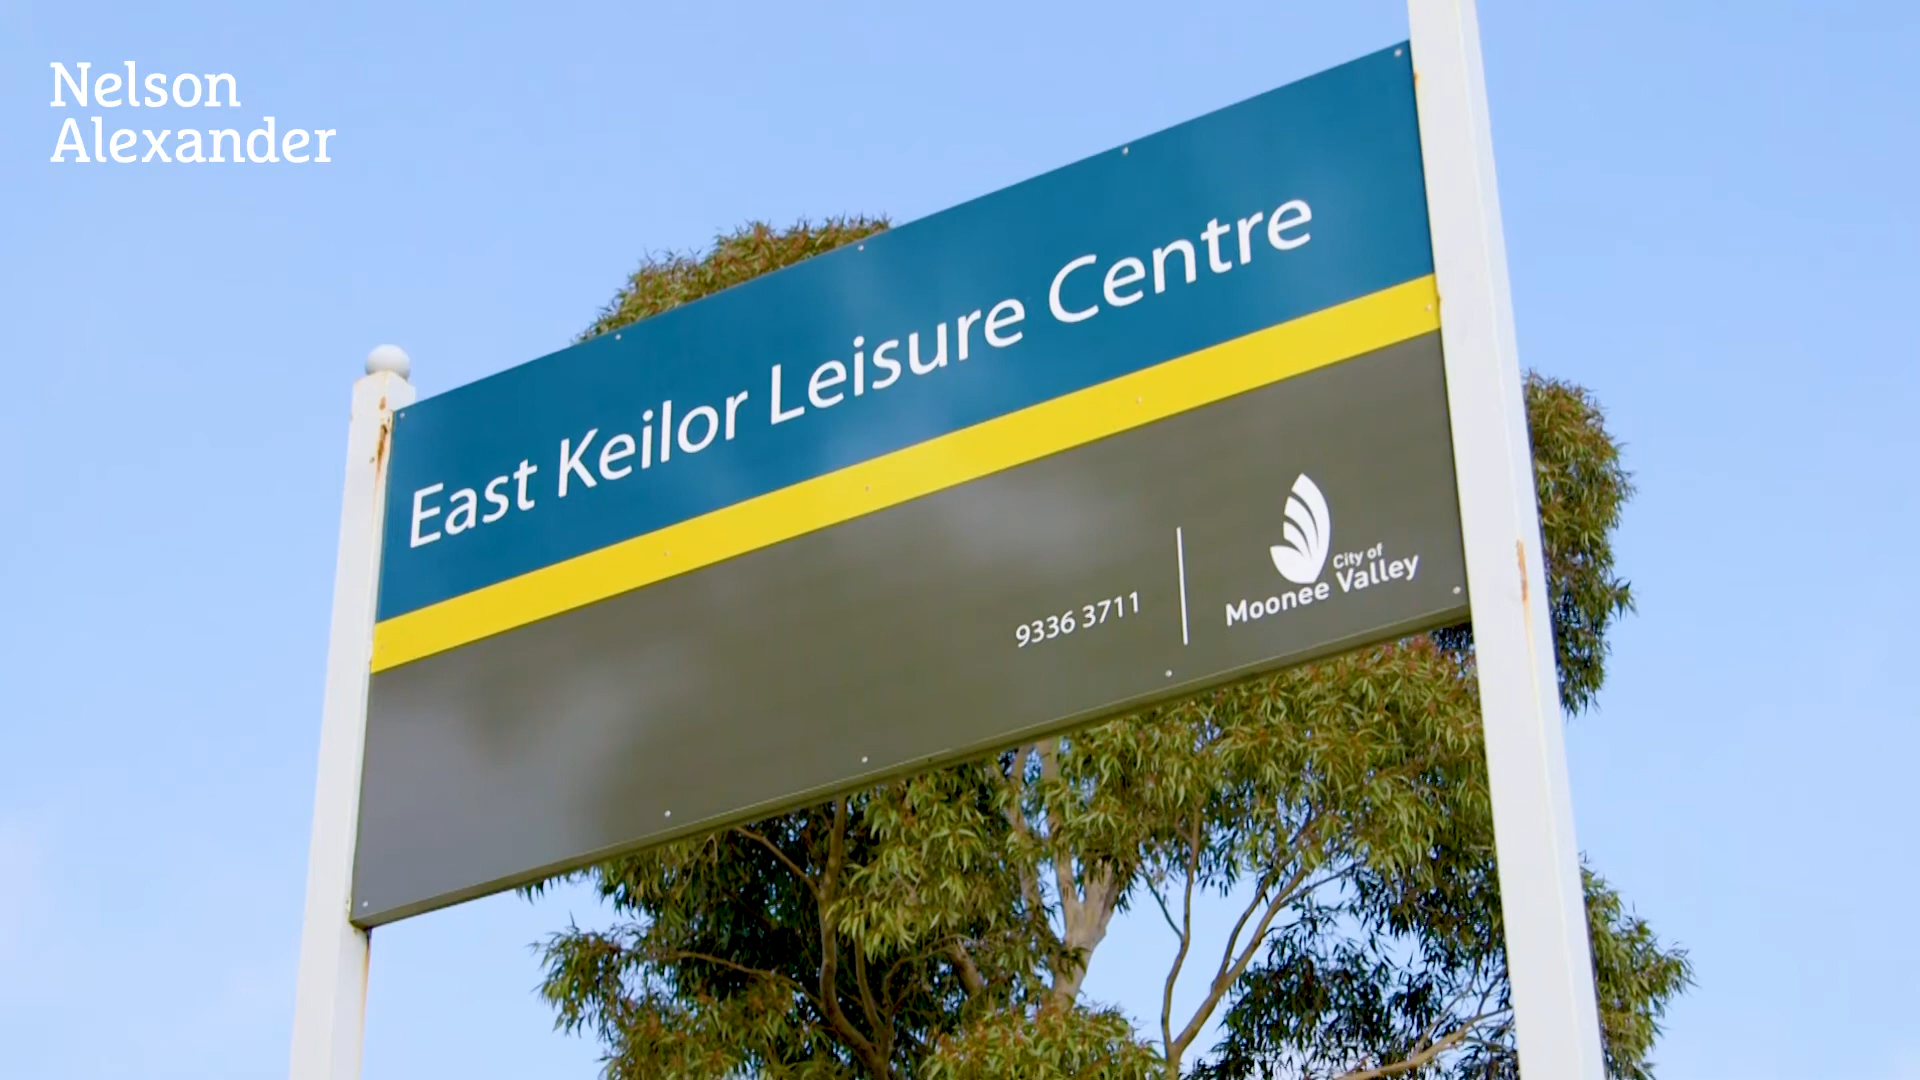 Nelson
Alexander
East Keilor Leisure Centre
9336 3711
City of
Moonee Valley